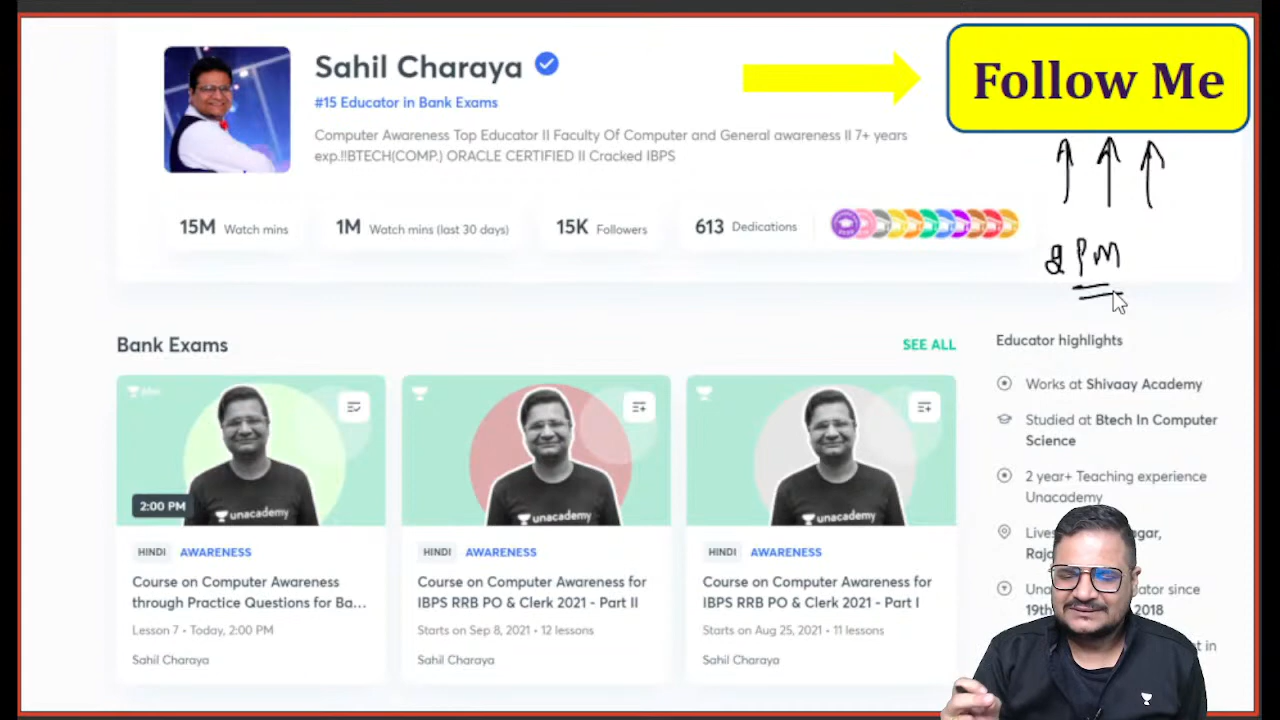 Sahil Charaya
Follow Me
#15 Educator in Bank Exams
Computer Awareness Top Educator II Faculty Of Computer and General awareness II 7+ years
exp.!!BTECH(COMP.) ORACLE CERTIFIED II Cracked IBPS
15M Watch mins
1M Watch mins (last 30 days)
15K Followers
613 Dedications
2 PM
Bank Exams
SEE ALL
2:00 PM
unacademy
HINDI AWARENESS
Course on Computer Awareness
through Practice Questions for Ba...
Lesson 7 • Today, 2:00 PM
Sahil Charaya
unacademy
HINDI AWARENESS
Course on Computer Awareness for
IBPS RRB PO & Clerk 2021 - Part II
Starts on Sep 8, 2021 • 12 lessons
Sahil Charaya
unacademy
HINDI AWARENESS
Course on Computer Awareness for
IBPS RRB PO & Clerk 2021 - Part I
Starts on Aug 25, 2021 • 11 lessons
Sahil Charaya
Educator highlights
Works at Shivaay Academy
Studied at Btech In Computer
Science
2 year+ Teaching experience
Unacademy
since
19th 2018
in